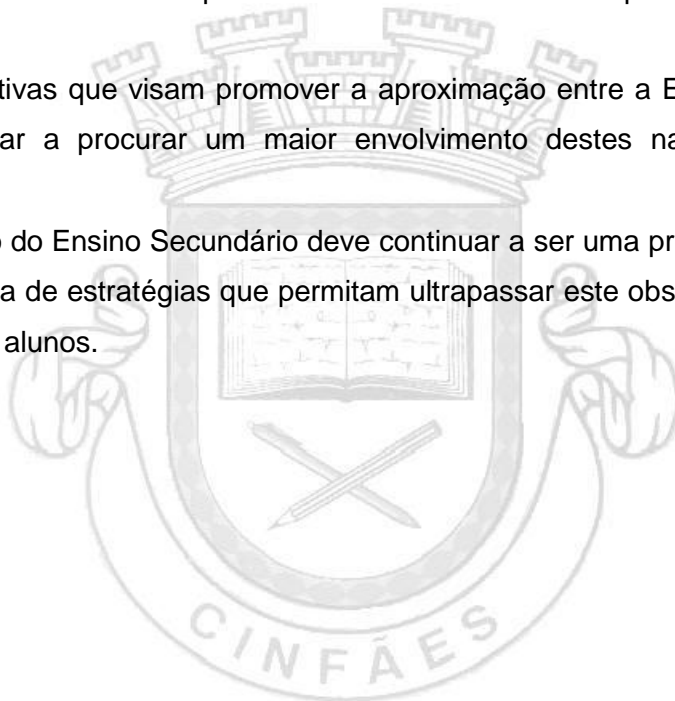 tivas que visam promover a aproximação entre a E
ar a procurar um maior envolvimento destes na
o do Ensino Secundário deve continuar a ser uma pr
a de estratégias que permitam ultrapassar este obs
alunos.
CINFÃES